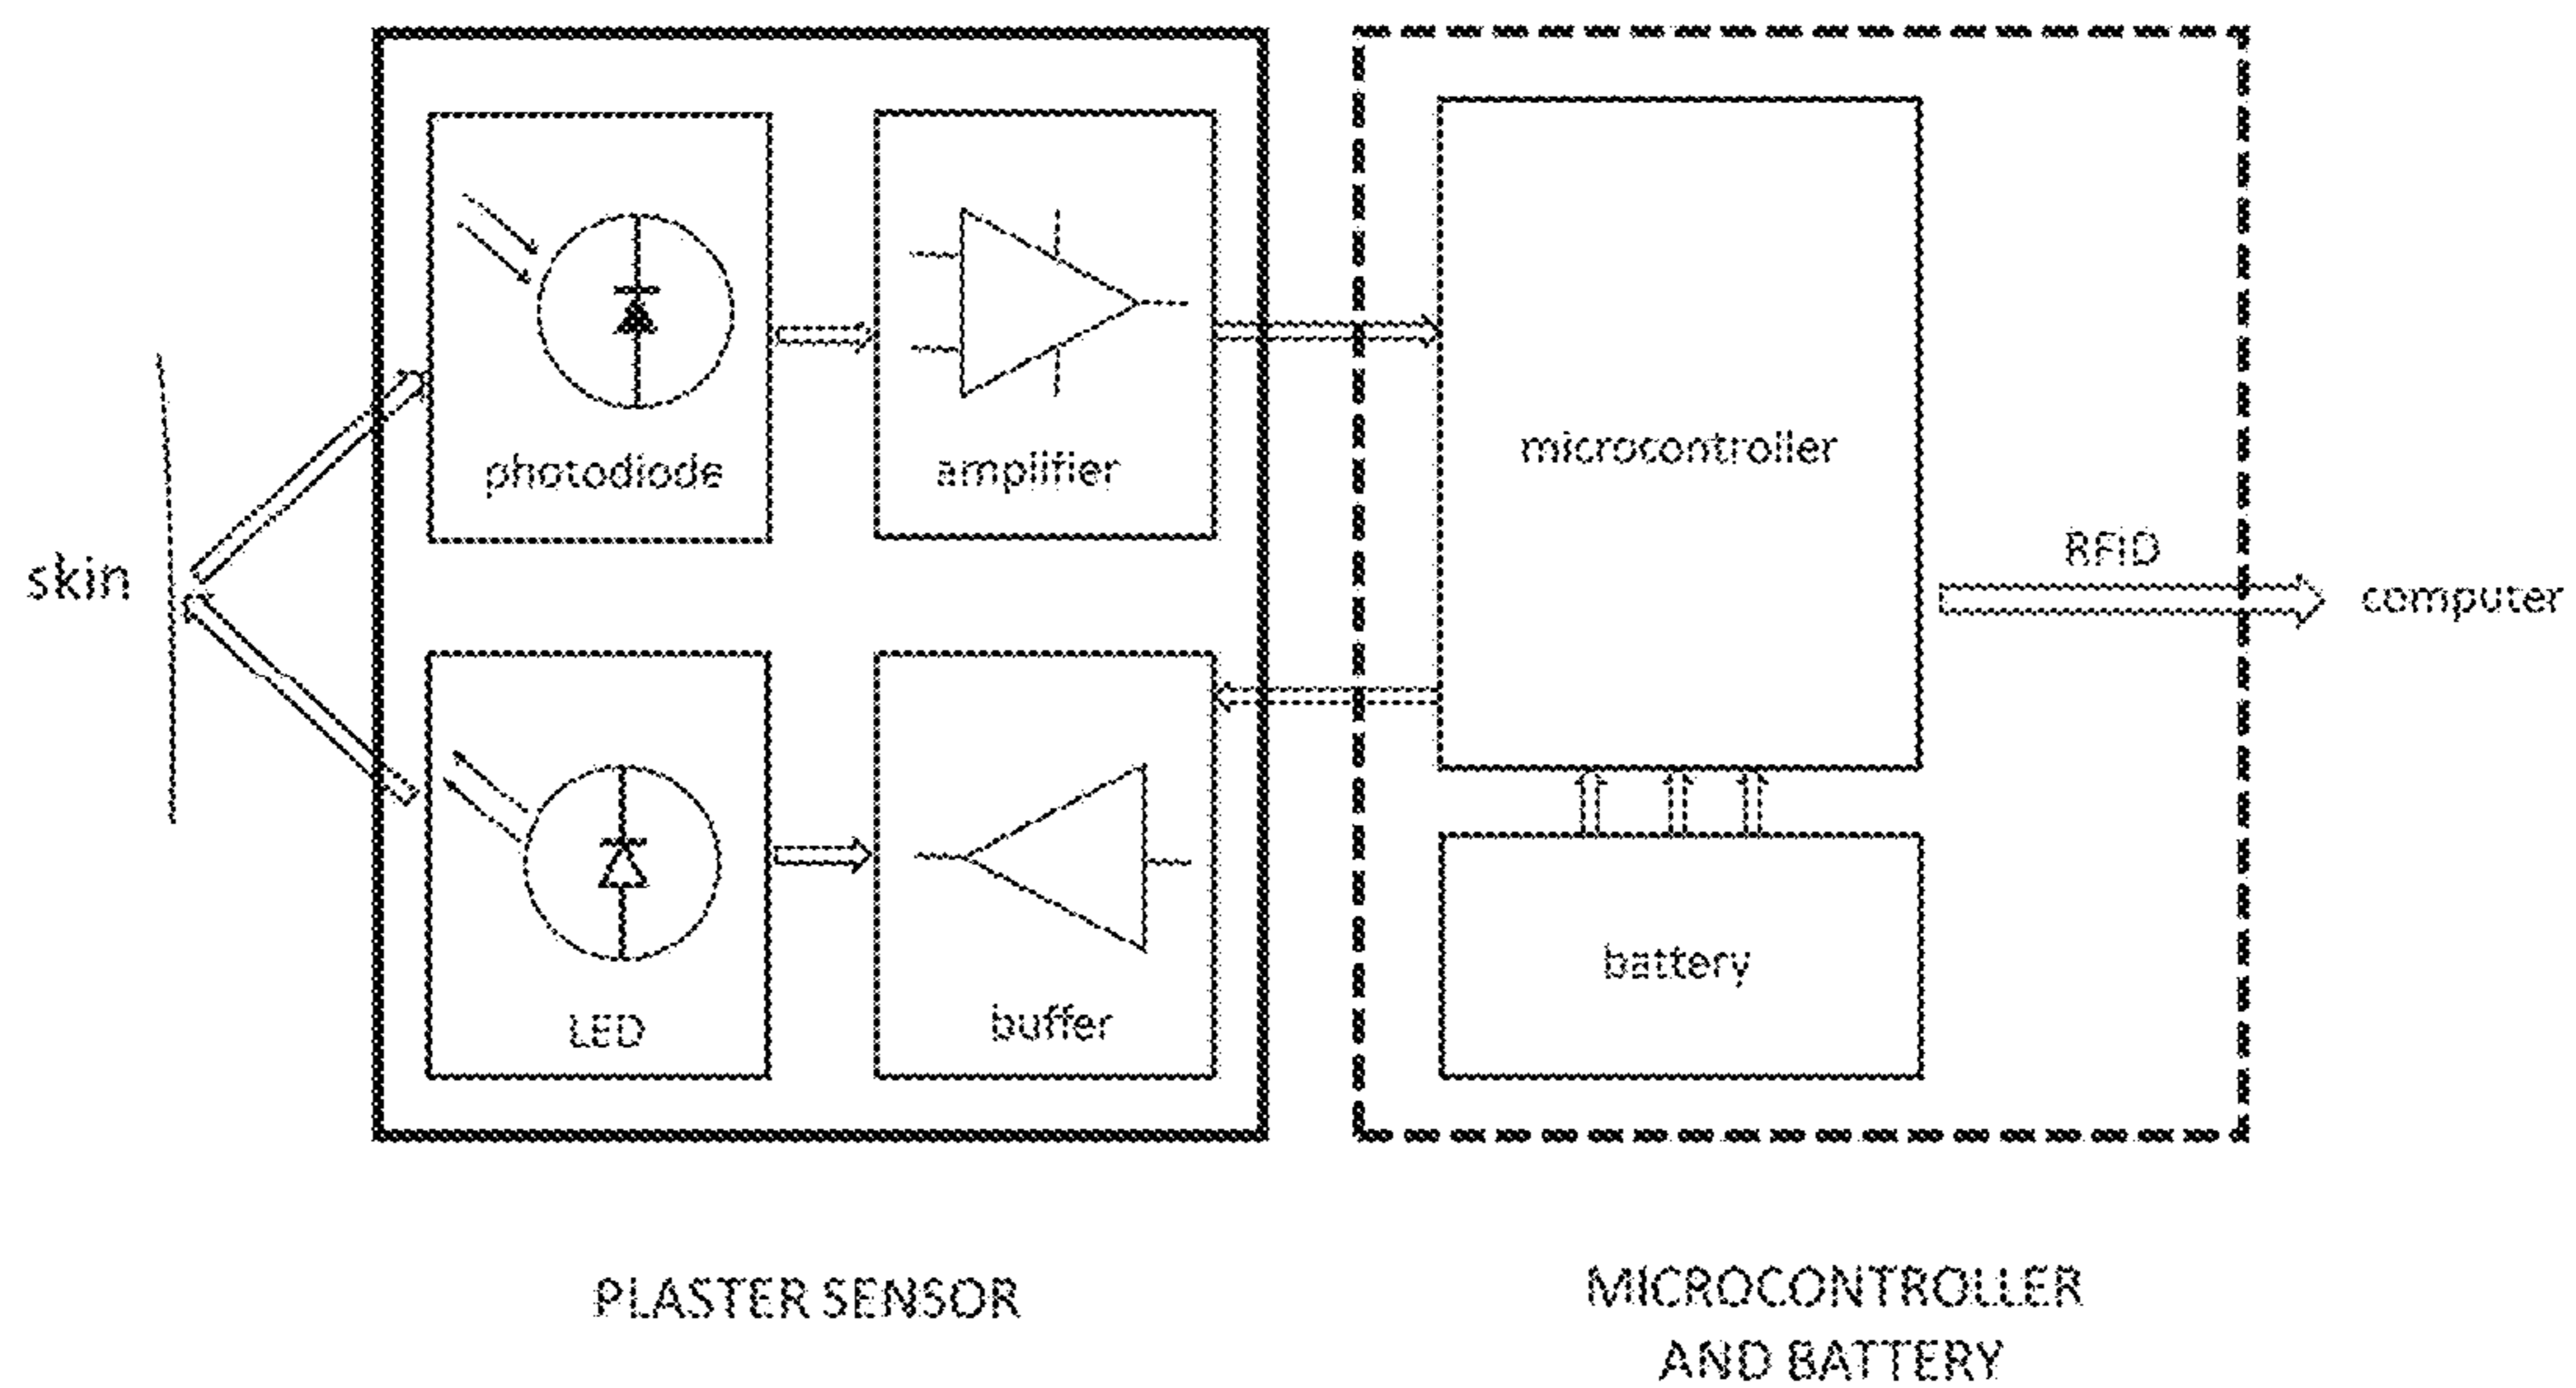 photodiode
amplifier
microcontroller
skin
RFID
computer
LED
buffer
battery
PLASTER SENSOR
MICROCONTROLLER
AND BATTERY